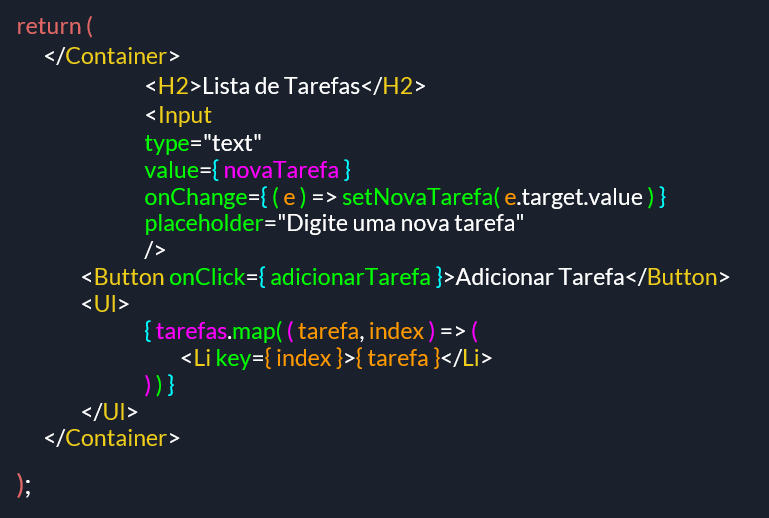 return (
</Container>
<H2>Lista de Tarefas</H2>
<Input
type="text"
value={ novaTarefa }
onChange={ ( e ) => setNovaTarefa( e.target.value ) }
placeholder="Digite uma nova tarefa"
/>
<Button onClick={ adicionarTarefa }>Adicionar Tarefa</Button>
<Ul>
{ tarefas.map( ( tarefa, index ) => (
<Li key={ index }>{ tarefa }</Li>
) ) }
</Ul>
</Container>
);